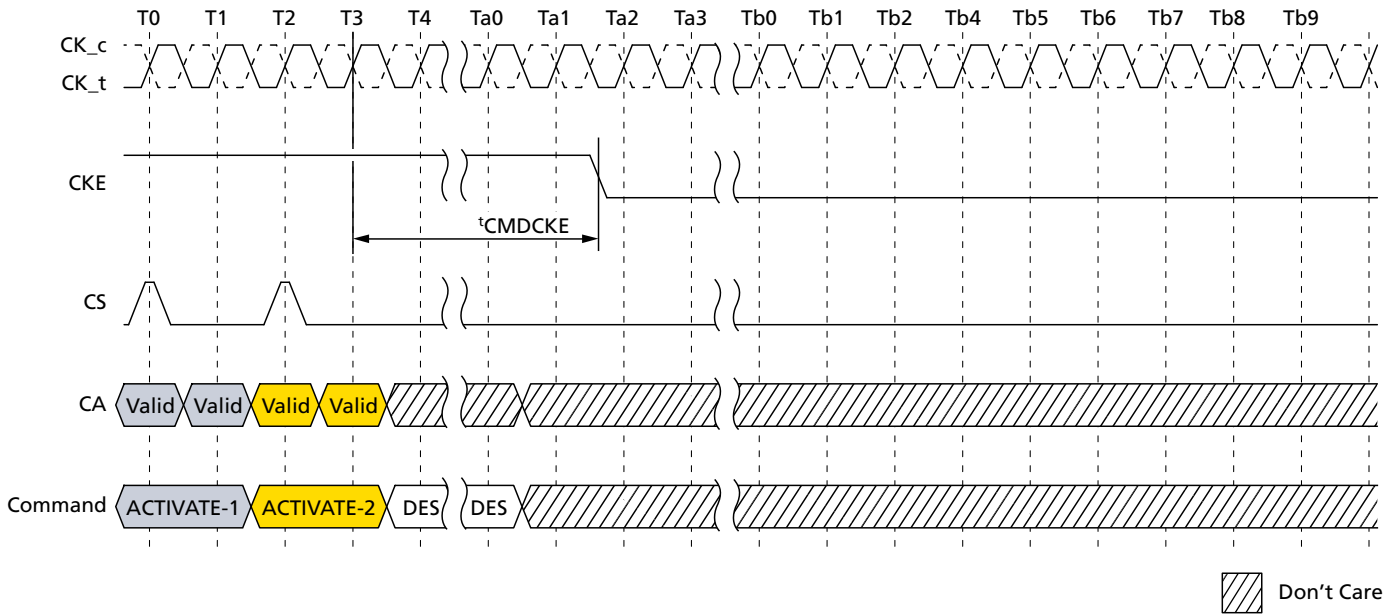 T0 T1 T2 T3 T4 Ta0 Ta1 Ta2 Ta3 Tb0 Tb1 Tb2 Tb4 Tb5 Tb6 Tb7 Tb8 Tb9
CK_c
CK_t
CKE
tCMDCKE
CS
CA Valid Valid Valid Valid
Command ACTIVATE-1 ACTIVATE-2 DES DES
Don't Care